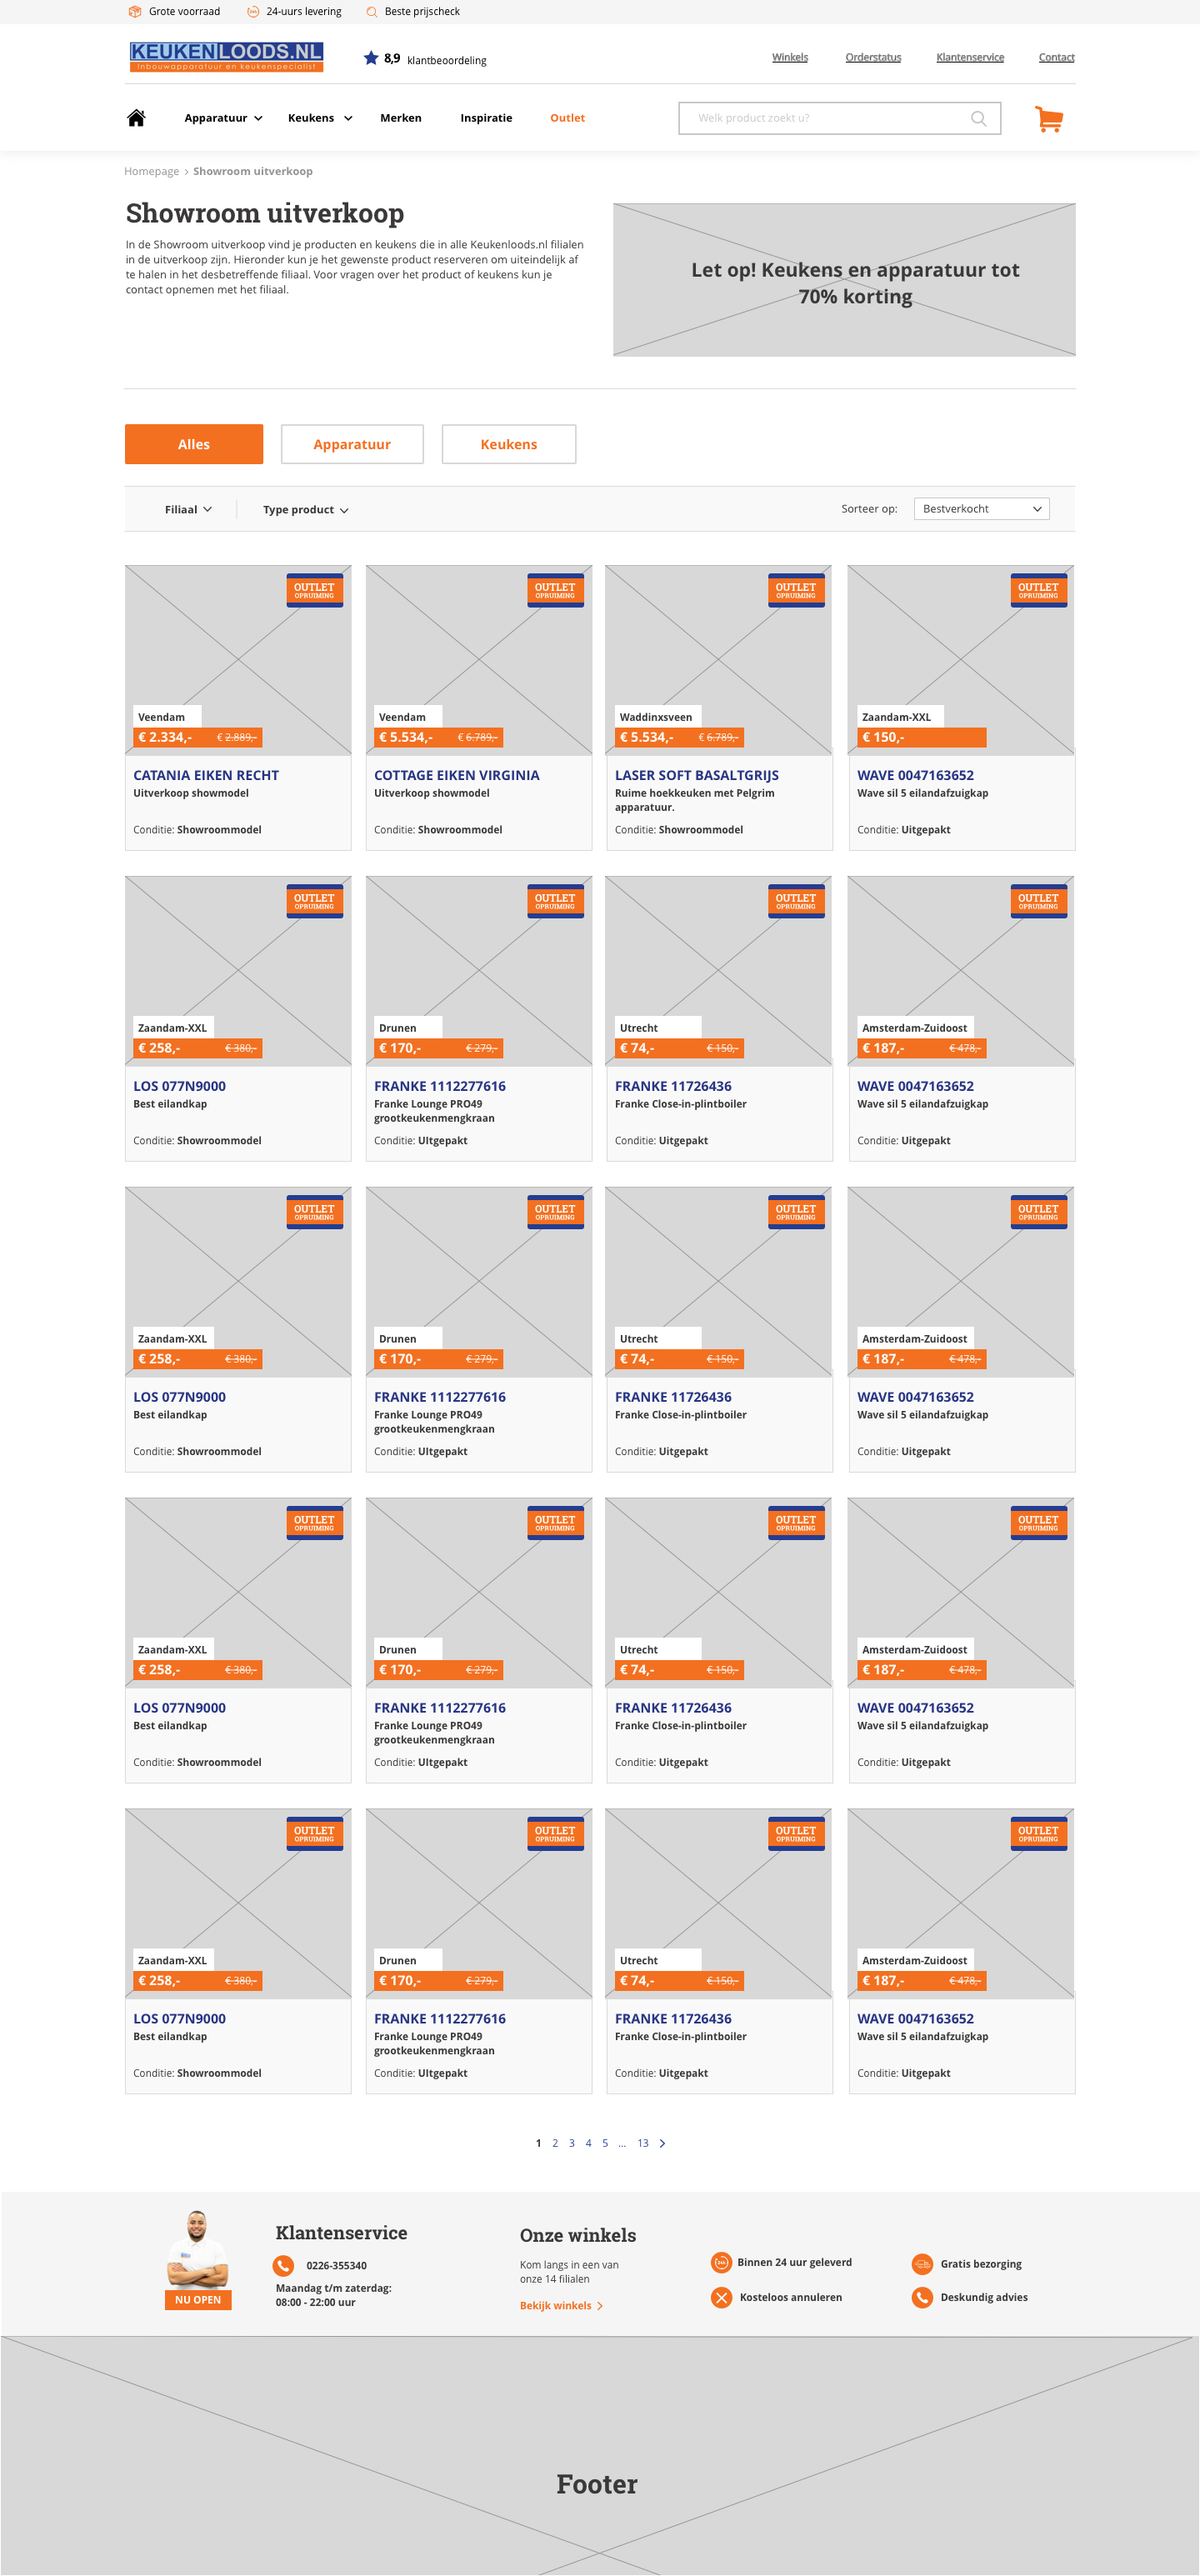 Grote voorraad 24-uurs levering Beste prijscheck
KEUKENLOODS.NL
Inbouwapparatuur en keukenspecialist
8,9 klantbeoordeling
Winkels Orderstatus Klantenservice Contact
Apparatuur Keukens Merken Inspiratie Outlet
Welk product zoekt u?
Homepage > Showroom uitverkoop
Showroom uitverkoop
In de Showroom uitverkoop vind je producten en keukens die in alle Keukenloods.nl filialen
in de uitverkoop zijn. Hieronder kun je het gewenste product reserveren om uiteindelijk af
te halen in het desbetreffende filiaal. Voor vragen over het product of keukens kun je
contact opnemen met het filiaal.
Let op! Keukens en apparatuur tot
70% korting
Alles Apparatuur Keukens
Filiaal Type product Sorteer op: Bestverkocht
OUTLET OUTLET OUTLET OUTLET
OPRUIMING OPRUIMING OPRUIMING OPRUIMING
Veendam Veendam Waddinxsveen Zaandam-XXL
€ 2.334,- € 2.889,- € 5.534,- € 6.789,- € 5.534,- € 6.789,- € 150,-
CATANIA EIKEN RECHT COTTAGE EIKEN VIRGINIA LASER SOFT BASALTGRIJS WAVE 0047163652
Uitverkoop showmodel Uitverkoop showmodel Ruime hoekkeuken met Pelgrim Wave sil 5 eilandafzuigkap
apparatuur.
Conditie: Showroommodel Conditie: Showroommodel Conditie: Showroommodel Conditie: Uitgepakt
OUTLET OUTLET OUTLET OUTLET
OPRUIMING OPRUIMING OPRUIMING OPRUIMING
Zaandam-XXL Drunen Utrecht Amsterdam-Zuidoost
€ 258,- € 380,- € 170,- € 279,- € 74,- € 150,- € 187,- € 478,-
LOS 077N9000 FRANKE 1112277616 FRANKE 11726436 WAVE 0047163652
Best eilandkap Franke Lounge PRO49 Franke Close-in-plintboiler Wave sil 5 eilandafzuigkap
grootkeukenmengkraan
Conditie: Showroommodel Conditie: UItgepakt Conditie: Uitgepakt Conditie: Uitgepakt
OUTLET OUTLET OUTLET OUTLET
OPRUIMING OPRUIMING OPRUIMING OPRUIMING
Zaandam-XXL Drunen Utrecht Amsterdam-Zuidoost
€ 258,- € 380,- € 170,- € 279,- € 74,- € 150,- € 187,- € 478,-
LOS 077N9000 FRANKE 1112277616 FRANKE 11726436 WAVE 0047163652
Best eilandkap Franke Lounge PRO49 Franke Close-in-plintboiler Wave sil 5 eilandafzuigkap
grootkeukenmengkraan
Conditie: Showroommodel Conditie: UItgepakt Conditie: Uitgepakt Conditie: Uitgepakt
OUTLET OUTLET OUTLET OUTLET
OPRUIMING OPRUIMING OPRUIMING OPRUIMING
Zaandam-XXL Drunen Utrecht Amsterdam-Zuidoost
€ 258,- € 380,- € 170,- € 279,- € 74,- € 150,- € 187,- € 478,-
LOS 077N9000 FRANKE 1112277616 FRANKE 11726436 WAVE 0047163652
Best eilandkap Franke Lounge PRO49 Franke Close-in-plintboiler Wave sil 5 eilandafzuigkap
grootkeukenmengkraan
Conditie: Showroommodel Conditie: UItgepakt Conditie: Uitgepakt Conditie: Uitgepakt
OUTLET OUTLET OUTLET OUTLET
OPRUIMING OPRUIMING OPRUIMING OPRUIMING
Zaandam-XXL Drunen Utrecht Amsterdam-Zuidoost
€ 258,- € 380,- € 170,- € 279,- € 74,- € 150,- € 187,- € 478,-
LOS 077N9000 FRANKE 1112277616 FRANKE 11726436 WAVE 0047163652
Best eilandkap Franke Lounge PRO49 Franke Close-in-plintboiler Wave sil 5 eilandafzuigkap
grootkeukenmengkraan
Conditie: Showroommodel Conditie: UItgepakt Conditie: Uitgepakt Conditie: Uitgepakt
1 2 3 4 5 ... 13 >
NU OPEN
Klantenservice
0226-355340
Maandag t/m zaterdag:
08:00 - 22:00 uur
Onze winkels
Kom langs in een van
onze 14 filialen
Bekijk winkels >
Binnen 24 uur geleverd
Kosteloos annuleren
Gratis bezorging
Deskundig advies
Footer